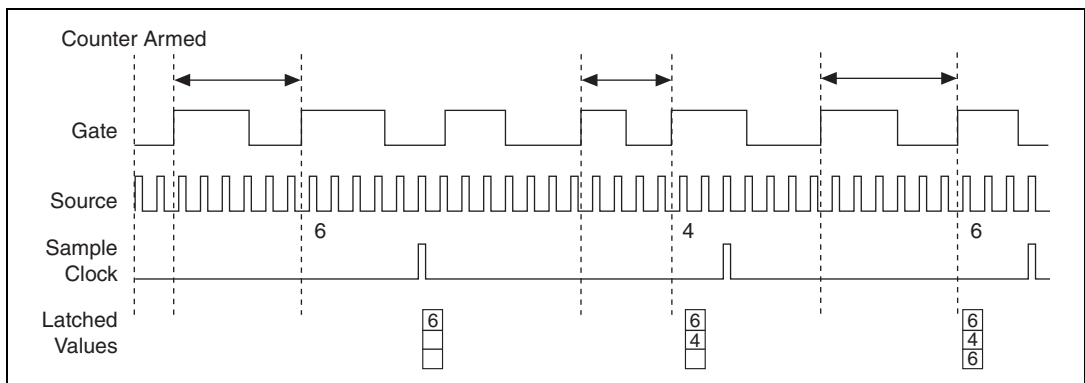 Counter Armed
Gate
Source
6 4 6
Sample
Clock
Latched
Values
6 6 6
4 4
6